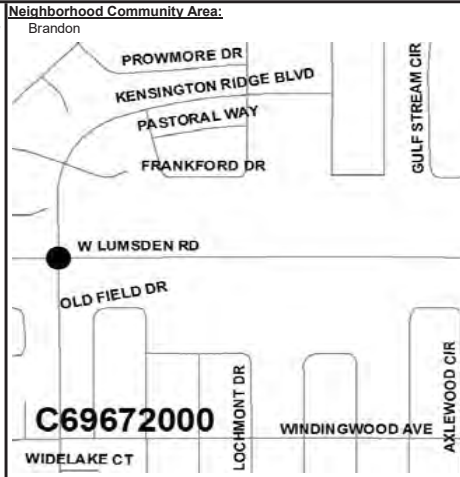 Neighborhood Community Area:
Brandon
PROWMORE DR
KENSINGTON RIDGE BLVD
PASTORAL WAY
FRANKFORD DR
GULF STREAM CIR
W LUMSDEN RD
OLD FIELD DR
C69672000
LOCHMONT DR
WINDINGWOOD AVE
AXLEWOOD CIR
WIDELAKE CT